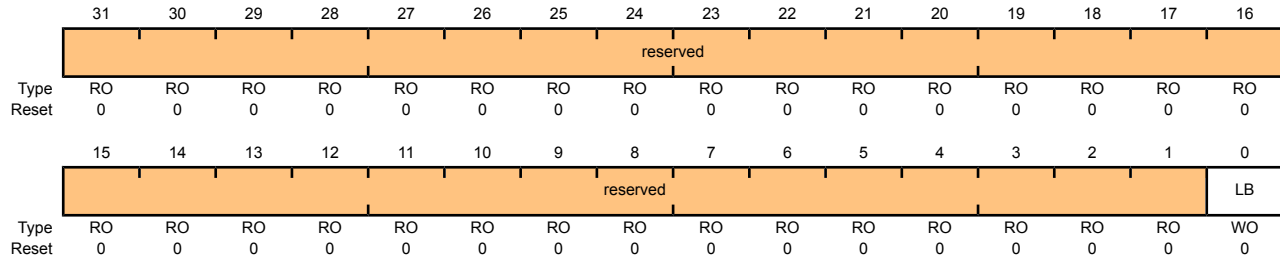 31 30 29 28 27 26 25 24 23 22 21 20 19 18 17 16
reserved
Type RO RO RO RO RO RO RO RO RO RO RO RO RO RO RO RO
Reset 0 0 0 0 0 0 0 0 0 0 0 0 0 0 0 0
15 14 13 12 11 10 9 8 7 6 5 4 3 2 1 0
reserved LB
Type RO RO RO RO RO RO RO RO RO RO RO RO RO RO RO WO
Reset 0 0 0 0 0 0 0 0 0 0 0 0 0 0 0 0